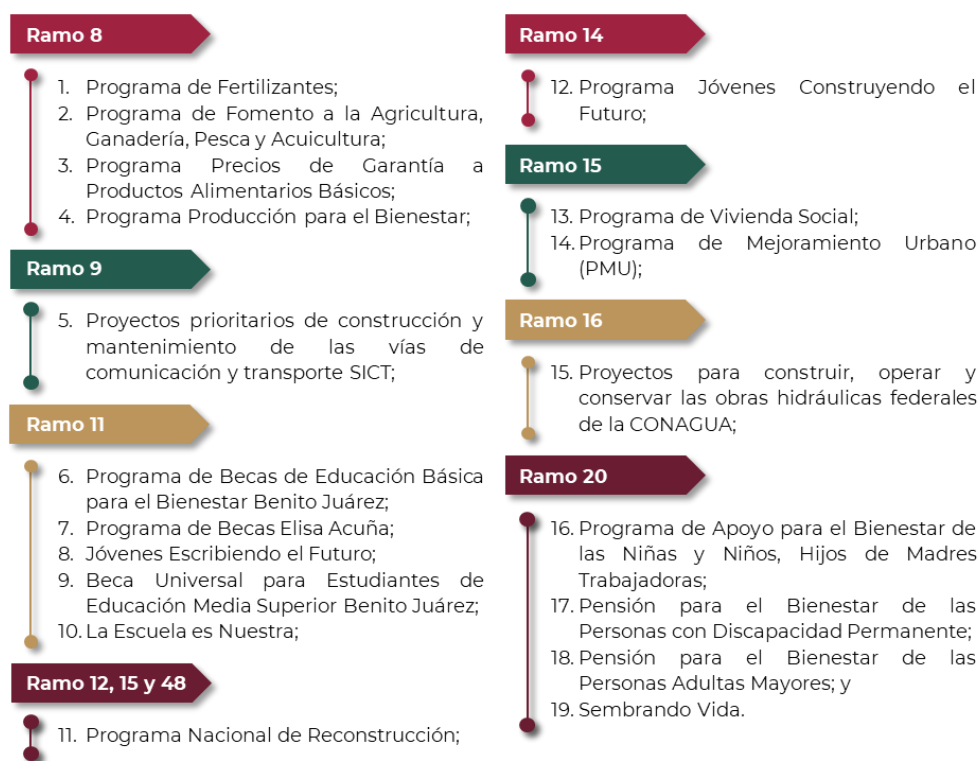 Ramo 8
1. Programa de Fertilizantes;
2. Programa de Fomento a la Agricultura,
Ganadería, Pesca y Acuicultura;
3. Programa Precios de Garantía a
Productos Alimentarios Básicos;
4. Programa Producción para el Bienestar;
Ramo 9
5. Proyectos prioritarios de construcción y
mantenimiento de las vías de
comunicación y transporte SICT;
Ramo 11
6. Programa de Becas de Educación Básica
para el Bienestar Benito Juárez;
7. Programa de Becas Elisa Acuña;
8. Jóvenes Escribiendo el Futuro;
9. Beca Universal para Estudiantes de
Educación Media Superior Benito Juárez;
10. La Escuela es Nuestra;
Ramo 12, 15 y 48
11. Programa Nacional de Reconstrucción;
Ramo 14
12. Programa Jóvenes Construyendo el
Futuro;
Ramo 15
13. Programa de Vivienda Social;
14. Programa de Mejoramiento Urbano
(PMU);
Ramo 16
15. Proyectos para construir, operar y
conservar las obras hidráulicas federales
de la CONAGUA;
Ramo 20
16. Programa de Apoyo para el Bienestar de
las Niñas y Niños, Hijos de Madres
Trabajadoras;
17. Pensión para el Bienestar de las
Personas con Discapacidad Permanente;
18. Pensión para el Bienestar de las
Personas Adultas Mayores; y
19. Sembrando Vida.